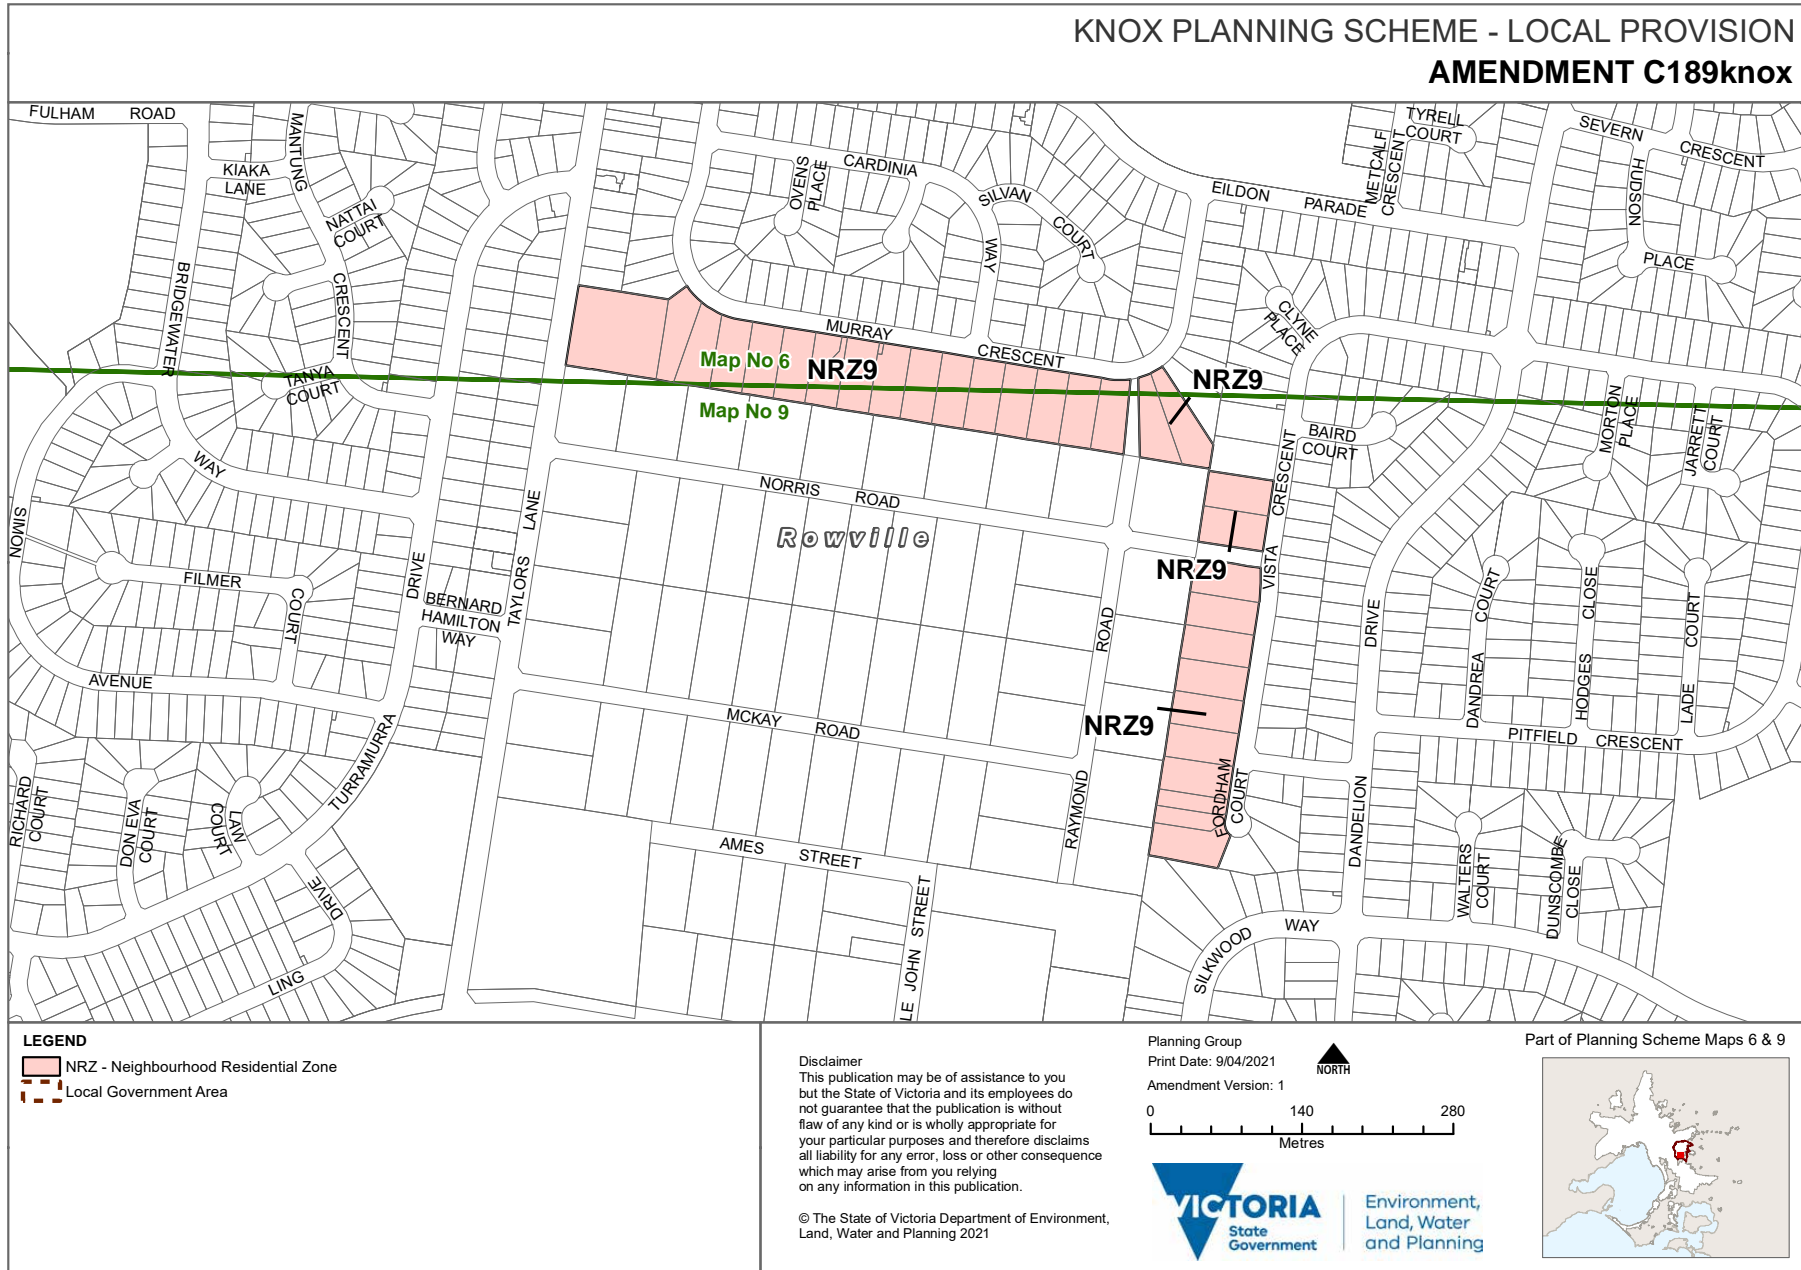 KNOX PLANNING SCHEME - LOCAL PROVISION
AMENDMENT C189knox
FULHAM ROAD
MANTUNG
CRESCENT
KIAKA
LANE
NATTAI
COURT
BRIDGEWATER
WAY
TANYA
COURT
OVENS
PLACE
CARDINIA
WAY
SILVAN
COURT
EILDON PARADE
METCALF
CRESCENT
TYRELL
COURT
SEVERN
CRESCENT
HUDSON
PLACE
CLYNE
PLACE
MURRAY
CRESCENT
Map No 6
NRZ9
Map No 9
NRZ9
BAIRD
COURT
MORTON
PLACE
JARRETT
COURT
VISTA
CRESCENT
NORRIS ROAD
Rowville
NRZ9
SIMON
AVENUE
FILMER
COURT
DRIVE
TURRAMURRA
BERNARD
HAMILTON
WAY
TAYLORS
LANE
RAYMOND
ROAD
DANDELION
DRIVE
DANDREA
COURT
HODGES
CLOSE
LADE
COURT
NRZ9
MCKAY
ROAD
PITFIELD CRESCENT
FORDHAM
COURT
RICHARD
COURT
DON EVA
COURT
LAW
COURT
DRIVE
LING
AMES STREET
LE JOHN STREET
WALTERS
COURT
DUNSCOMBE
CLOSE
SILKWOOD
WAY
LEGEND
NRZ - Neighbourhood Residential Zone
Local Government Area
Disclaimer
This publication may be of assistance to you
but the State of Victoria and its employees do
not guarantee that the publication is without
flaw of any kind or is wholly appropriate for
your particular purposes and therefore disclaims
all liability for any error, loss or other consequence
which may arise from you relying
on any information in this publication.
© The State of Victoria Department of Environment,
Land, Water and Planning 2021
Planning Group
Print Date: 9/04/2021
Amendment Version: 1
NORTH
0 140 280
Metres
VICTORIA
State
Government
Environment,
Land, Water
and Planning
Part of Planning Scheme Maps 6 & 9